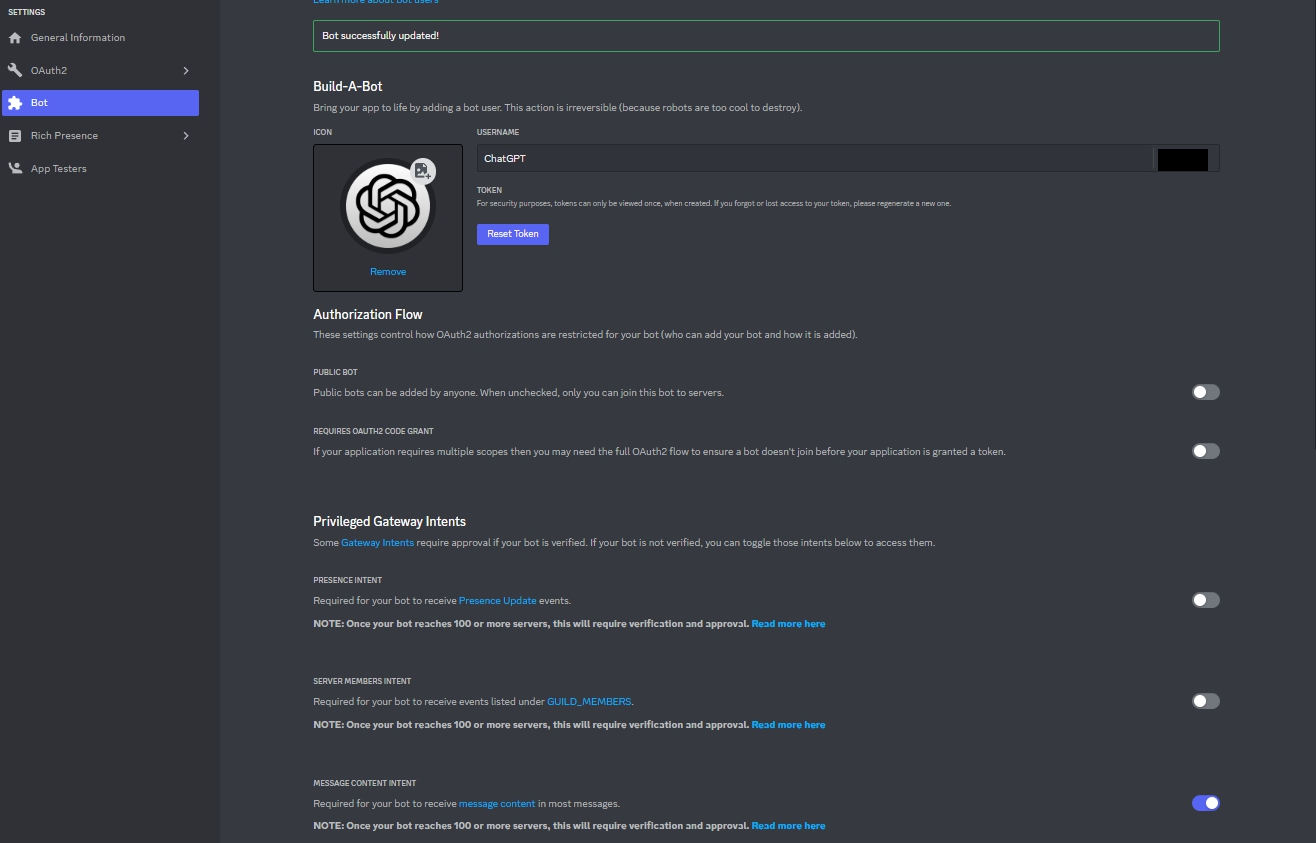 Learn more about bot users
SETTINGS
General Information
OAuth2
Bot
Rich Presence
App Testers
Bot successfully updated!
Build-A-Bot
Bring your app to life by adding a bot user. This action is irreversible (because robots are too cool to destroy).
ICON
USERNAME
ChatGPT
TOKEN
For security purposes, tokens can only be viewed once, when created. If you forgot or lost access to your token, please regenerate a new one.
Reset Token
Remove
Authorization Flow
These settings control how OAuth2 authorizations are restricted for your bot (who can add your bot and how it is added).
PUBLIC BOT
Public bots can be added by anyone. When unchecked, only you can join this bot to servers.
REQUIRES OAUTH2 CODE GRANT
If your application requires multiple scopes then you may need the full OAuth2 flow to ensure a bot doesn't join before your application is granted a token.
Privileged Gateway Intents
Some Gateway Intents require approval if your bot is verified. If your bot is not verified, you can toggle those intents below to access them.
PRESENCE INTENT
Required for your bot to receive Presence Update events.
NOTE: Once your bot reaches 100 or more servers, this will require verification and approval. Read more here
SERVER MEMBERS INTENT
Required for your bot to receive events listed under GUILD_MEMBERS.
NOTE: Once your bot reaches 100 or more servers, this will require verification and approval. Read more here
MESSAGE CONTENT INTENT
Required for your bot to receive message content in most messages.
NOTE: Once your bot reaches 100 or more servers, this will require verification and approval. Read more here